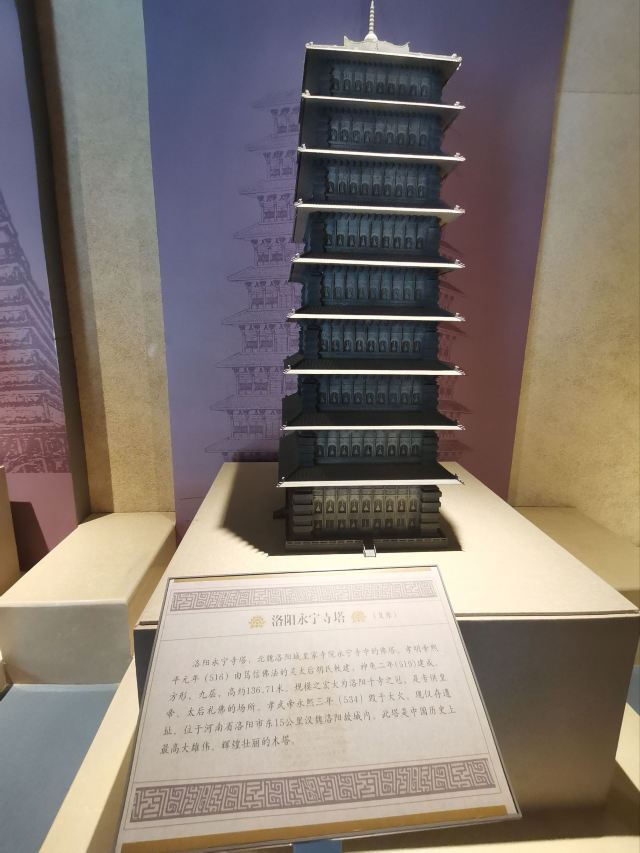 洛阳永宁寺塔 (复原)
洛阳永宁寺塔,北魏洛阳城皇家寺院永宁寺中的佛塔。孝明帝熙
平元年(516)由笃信佛法的灵太后胡氏敕建,神龟二年(519)建成。
方形,九层,高约136.71米。规模之宏大为洛阳千寺之冠,是专供皇
帝、太后礼佛的场所。孝武帝永熙三年(534)毁于大火。现仅存遗
址,位于河南省洛阳市东15公里汉魏洛阳故城内。此塔是中国历史上
最高大雄伟、辉煌壮丽的木塔。